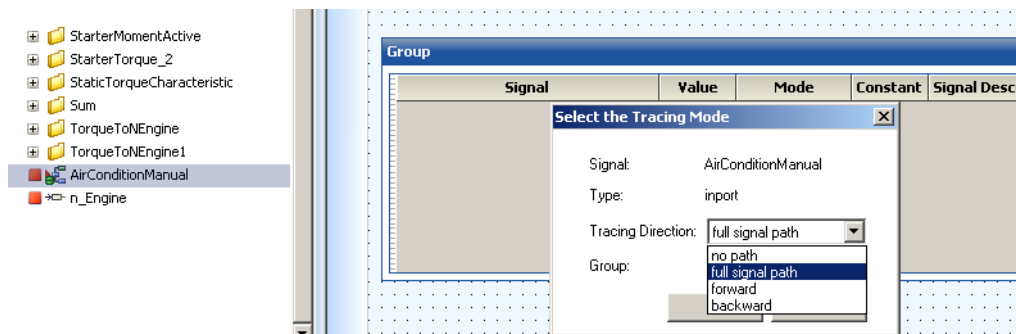 StarterMomentActive
StarterTorque_2
StaticTorqueCharacteristic
Sum
TorqueToNEngine
TorqueToNEngine1
AirConditionManual
n_Engine
Group
Signal Value Mode Constant Signal Desc
Select the Tracing Mode
Signal: AirConditionManual
Type: inport
Tracing Direction: full signal path
Group:
no path
full signal path
forward
backward